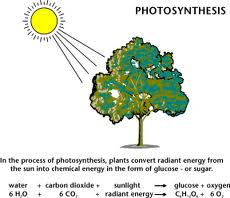 PHOTOSYNTHESIS
In the process of photosynthesis, plants convert radiant energy from
the sun into chemical energy in the form of glucose - or sugar.
water + carbon dioxide + sunlight → glucose + oxygen
6 H₂O + 6 CO₂ + radiant energy → C₆H₁₂O₆ + 6 O₂